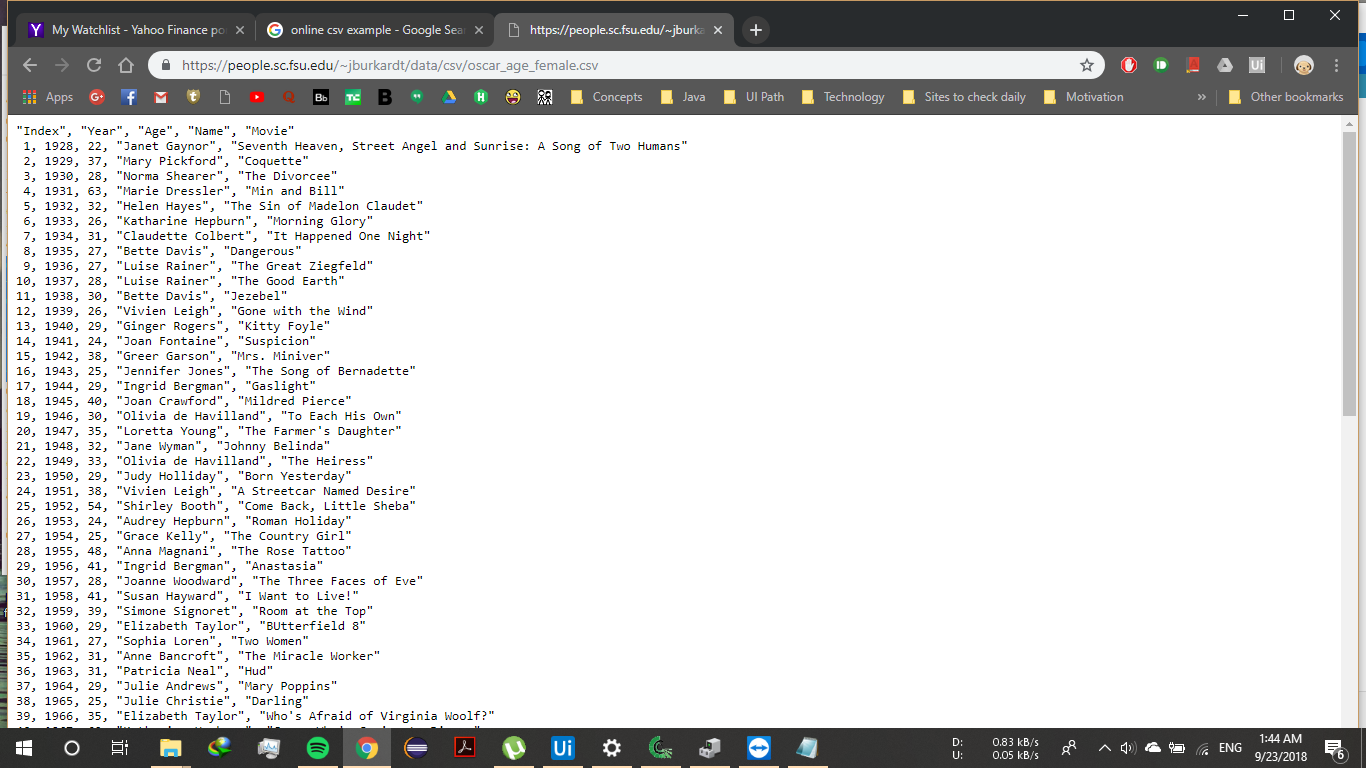 My Watchlist - Yahoo Finance po
online csv example - Google Sea
https://people.sc.fsu.edu/~jburka
https://people.sc.fsu.edu/~jburkardt/data/csv/oscar_age_female.csv
Apps
Concepts
Java
UI Path
Technology
Sites to check daily
Motivation
»
Other bookmarks
"Index", "Year", "Age", "Name", "Movie"
1, 1928, 22, "Janet Gaynor", "Seventh Heaven, Street Angel and Sunrise: A Song of Two Humans"
2, 1929, 37, "Mary Pickford", "Coquette"
3, 1930, 28, "Norma Shearer", "The Divorcee"
4, 1931, 63, "Marie Dressler", "Min and Bill"
5, 1932, 32, "Helen Hayes", "The Sin of Madelon Claudet"
6, 1933, 26, "Katharine Hepburn", "Morning Glory"
7, 1934, 31, "Claudette Colbert", "It Happened One Night"
8, 1935, 27, "Bette Davis", "Dangerous"
9, 1936, 27, "Luise Rainer", "The Great Ziegfeld"
10, 1937, 28, "Luise Rainer", "The Good Earth"
11, 1938, 30, "Bette Davis", "Jezebel"
12, 1939, 26, "Vivien Leigh", "Gone with the Wind"
13, 1940, 29, "Ginger Rogers", "Kitty Foyle"
14, 1941, 24, "Joan Fontaine", "Suspicion"
15, 1942, 38, "Greer Garson", "Mrs. Miniver"
16, 1943, 25, "Jennifer Jones", "The Song of Bernadette"
17, 1944, 29, "Ingrid Bergman", "Gaslight"
18, 1945, 40, "Joan Crawford", "Mildred Pierce"
19, 1946, 30, "Olivia de Havilland", "To Each His Own"
20, 1947, 35, "Loretta Young", "The Farmer's Daughter"
21, 1948, 32, "Jane Wyman", "Johnny Belinda"
22, 1949, 33, "Olivia de Havilland", "The Heiress"
23, 1950, 29, "Judy Holliday", "Born Yesterday"
24, 1951, 38, "Vivien Leigh", "A Streetcar Named Desire"
25, 1952, 54, "Shirley Booth", "Come Back, Little Sheba"
26, 1953, 24, "Audrey Hepburn", "Roman Holiday"
27, 1954, 25, "Grace Kelly", "The Country Girl"
28, 1955, 48, "Anna Magnani", "The Rose Tattoo"
29, 1956, 41, "Ingrid Bergman", "Anastasia"
30, 1957, 28, "Joanne Woodward", "The Three Faces of Eve"
31, 1958, 41, "Susan Hayward", "I Want to Live!"
32, 1959, 39, "Simone Signoret", "Room at the Top"
33, 1960, 29, "Elizabeth Taylor", "BUtterfield 8"
34, 1961, 27, "Sophia Loren", "Two Women"
35, 1962, 31, "Anne Bancroft", "The Miracle Worker"
36, 1963, 31, "Patricia Neal", "Hud"
37, 1964, 29, "Julie Andrews", "Mary Poppins"
38, 1965, 25, "Julie Christie", "Darling"
39, 1966, 35, "Elizabeth Taylor", "Who's Afraid of Virginia Woolf?"
D: 0.83 kB/s
U: 0.05 kB/s
ENG
1:44 AM
9/23/2018
6